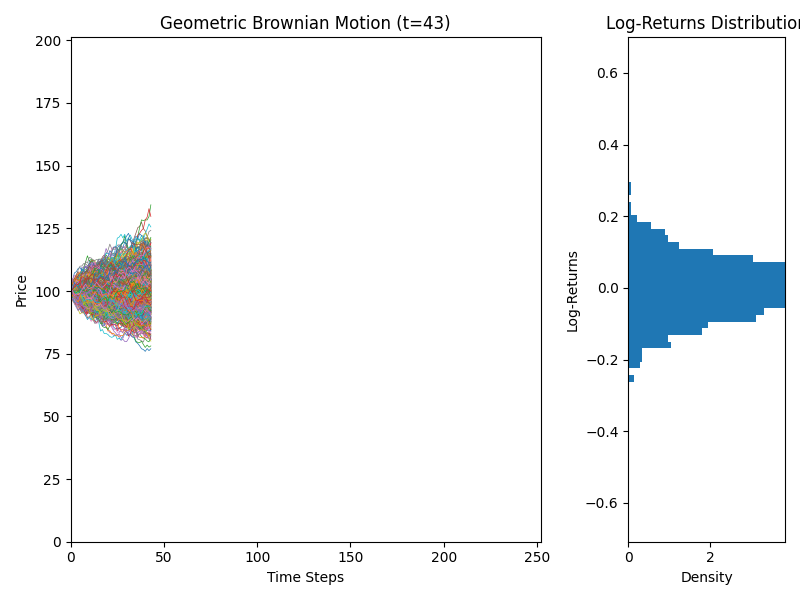 Geometric Brownian Motion (t=43)
Log-Returns Distribution
200
175
150
125
100
75
50
25
0
Price
0 50 100 150 200 250
Time Steps
0.6
0.4
0.2
0.0
−0.2
−0.4
−0.6
Log-Returns
0 2
Density